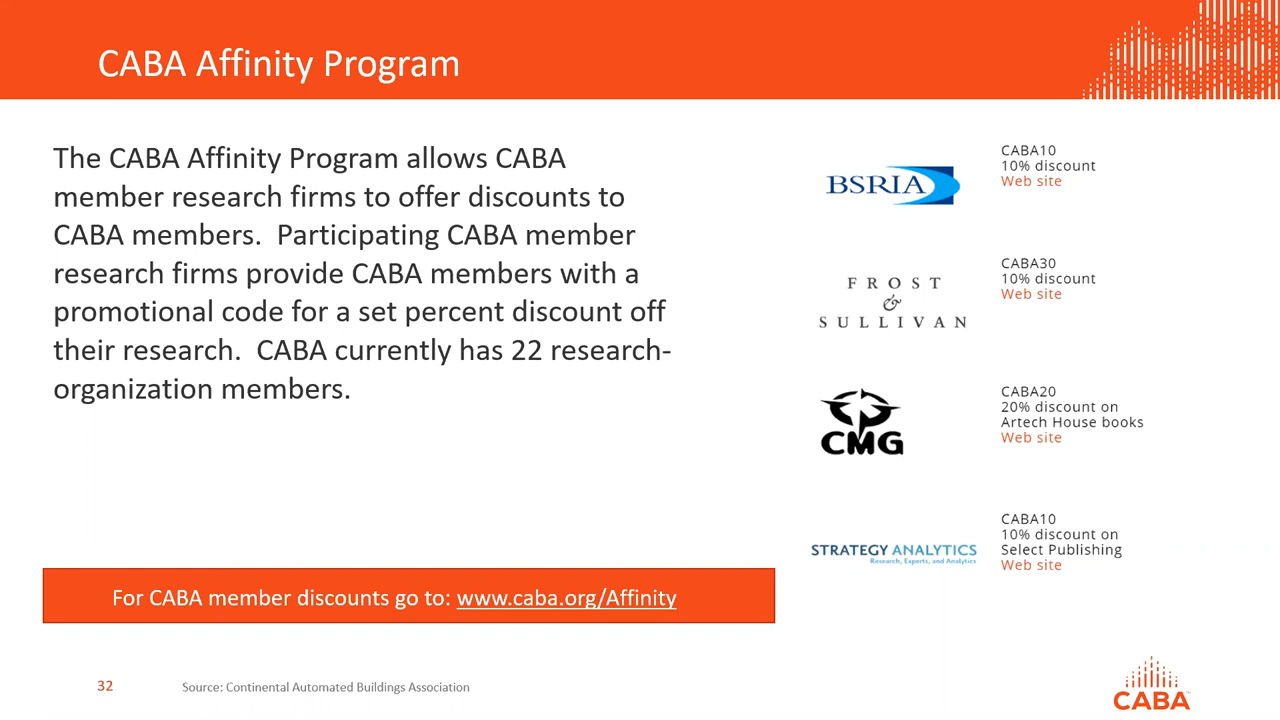 CABA Affinity Program
The CABA Affinity Program allows CABA
member research firms to offer discounts to
CABA members.  Participating CABA member
research firms provide CABA members with a
promotional code for a set percent discount off
their research.  CABA currently has 22 research-
organization members.
For CABA member discounts go to: www.caba.org/Affinity
BSRIA
CABA10
10% discount
Web site
FROST
&
SULLIVAN
CABA30
10% discount
Web site
CMG
CABA20
20% discount on
Artech House books
Web site
STRATEGY ANALYTICS
Research, Experts, and Analytics
CABA10
10% discount on
Select Publishing
Web site
32
Source: Continental Automated Buildings Association
CABA